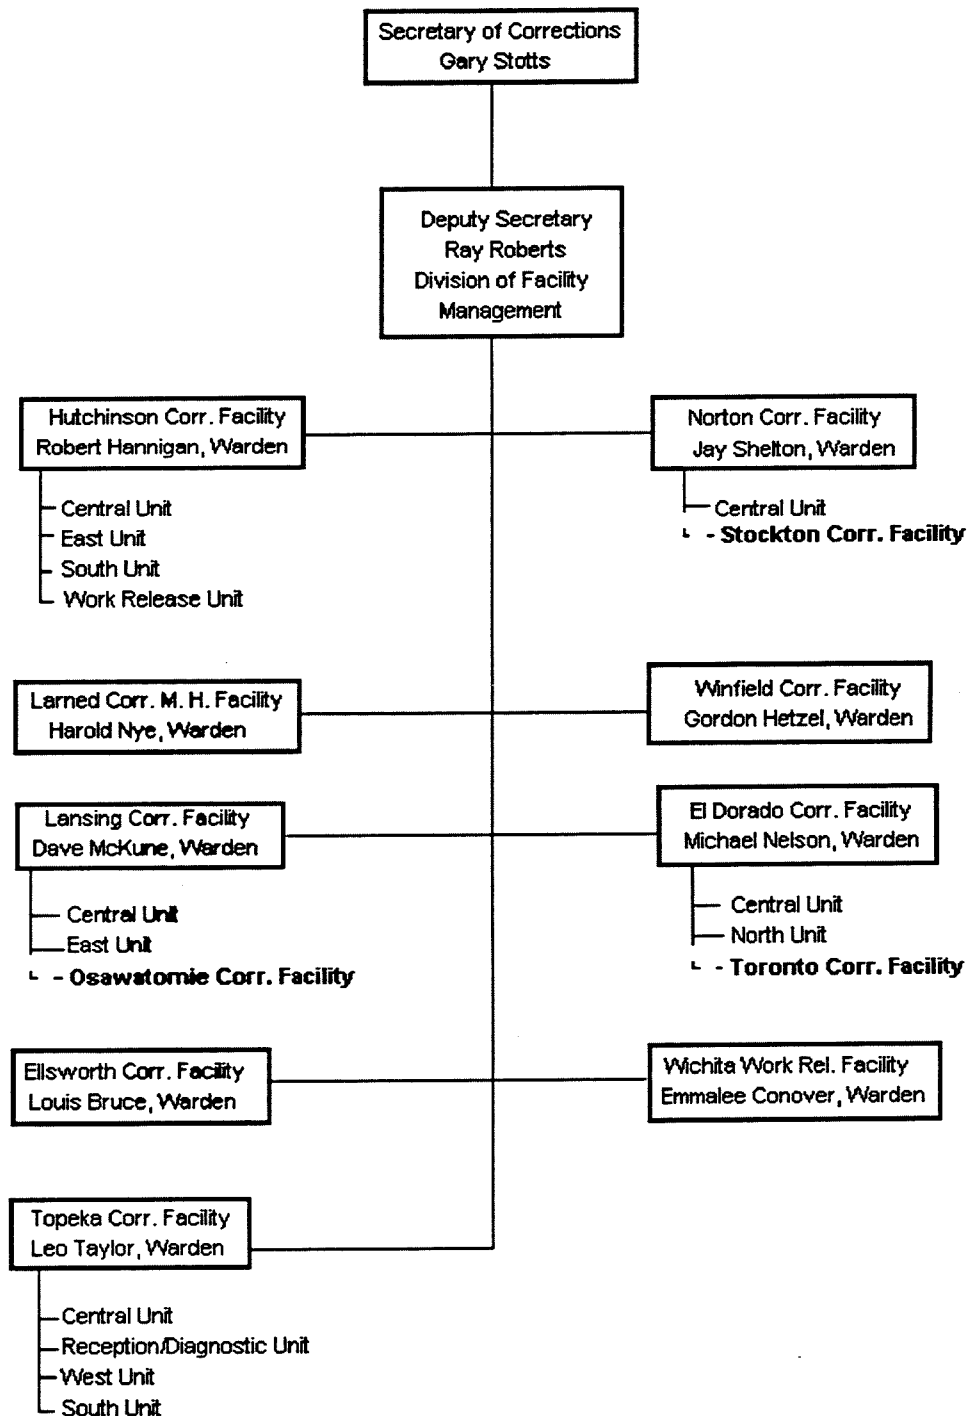 Secretary of Corrections
Gary Stotts
Deputy Secretary
Ray Roberts
Division of Facility
Management
Hutchinson Corr. Facility
Robert Hannigan, Warden
Central Unit
East Unit
South Unit
Work Release Unit
Norton Corr. Facility
Jay Shelton, Warden
Central Unit
- Stockton Corr. Facility
Larned Corr. M. H. Facility
Harold Nye, Warden
Winfield Corr. Facility
Gordon Hetzel, Warden
Lansing Corr. Facility
Dave McKune, Warden
Central Unit
East Unit
- Osawatomie Corr. Facility
El Dorado Corr. Facility
Michael Nelson, Warden
Central Unit
North Unit
- Toronto Corr. Facility
Ellsworth Corr. Facility
Louis Bruce, Warden
Wichita Work Rel. Facility
Emmalee Conover, Warden
Topeka Corr. Facility
Leo Taylor, Warden
Central Unit
Reception/Diagnostic Unit
West Unit
South Unit